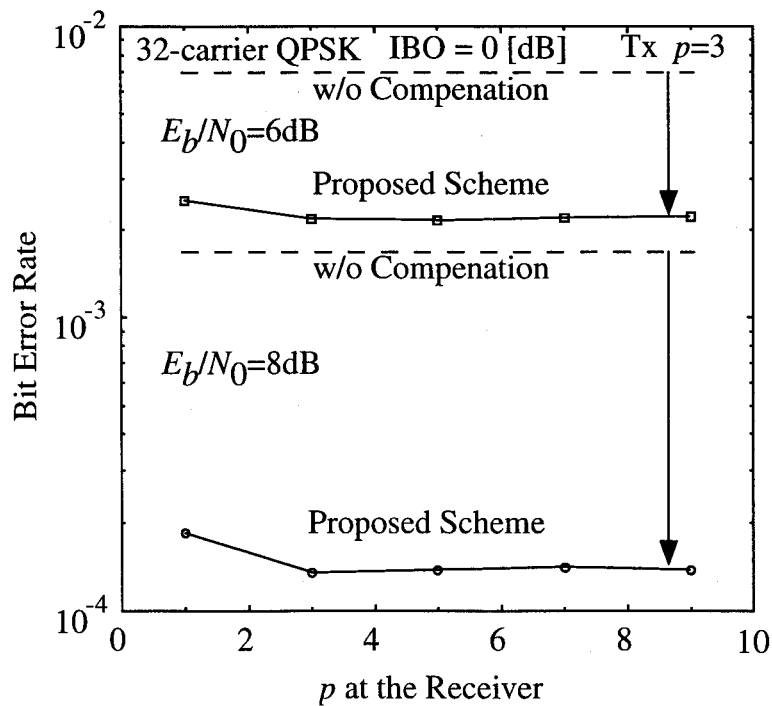 10^-2
32-carrier QPSK IBO = 0 [dB] Tx p=3
w/o Compenation
E_b/N_0=6dB
Proposed Scheme
w/o Compenation
10^-3
E_b/N_0=8dB
Proposed Scheme
10^-4
0 2 4 6 8 10
p at the Receiver
Bit Error Rate